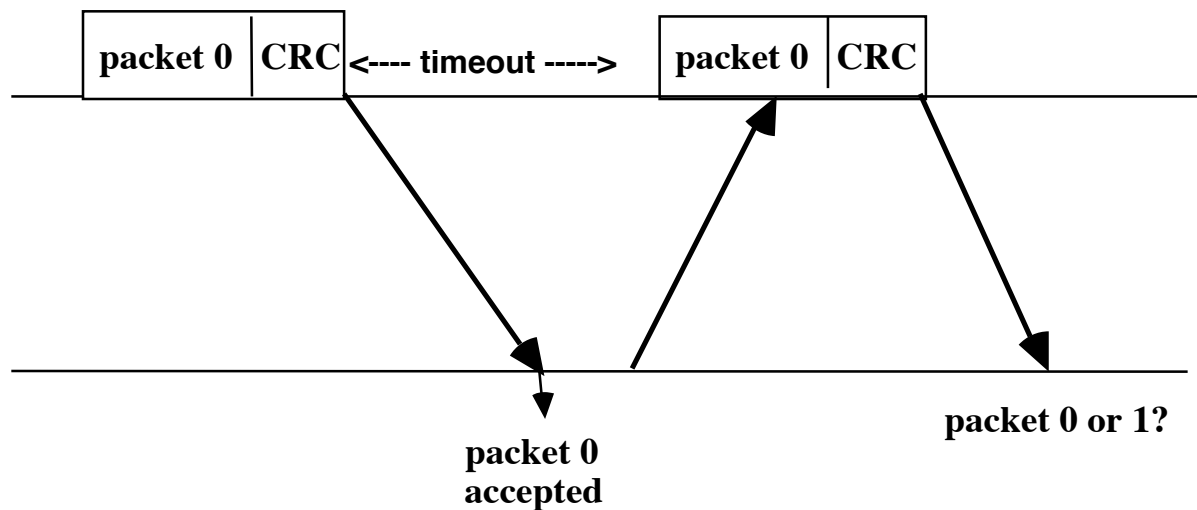 packet 0 CRC <---- timeout -----> packet 0 CRC
packet 0 or 1?
packet 0
accepted